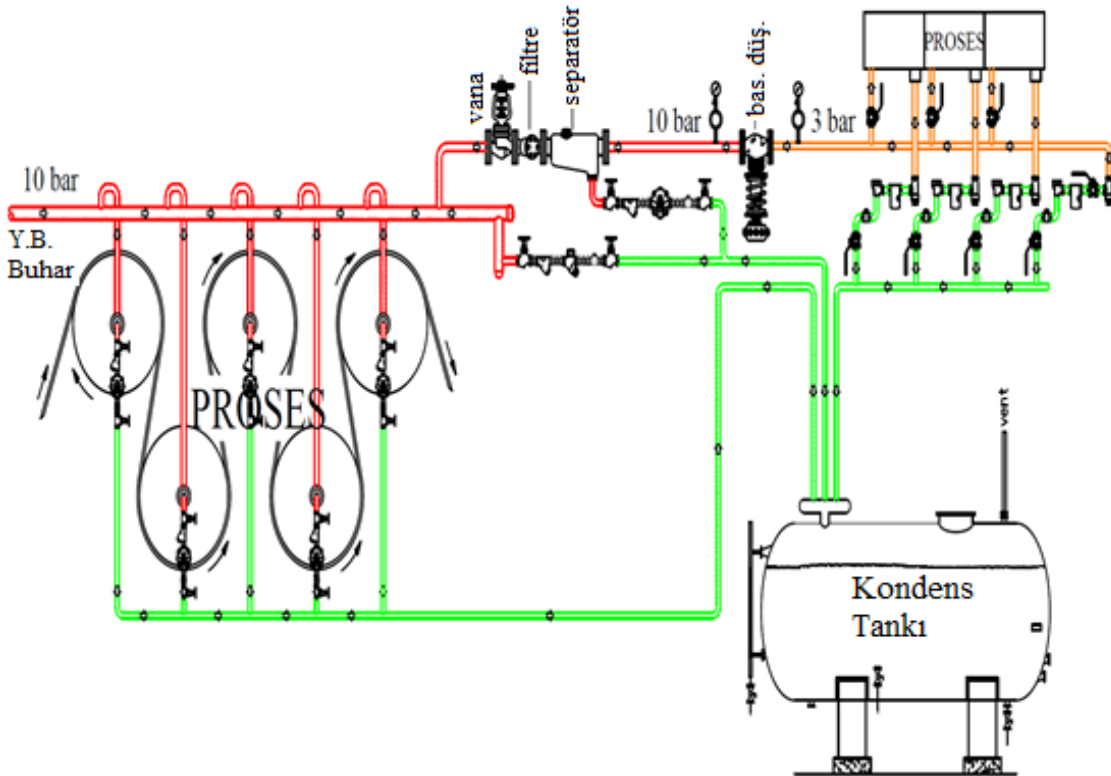 vana
filtre
separatör
10 bar
bas. düş.
3 bar
PROSES
10 bar
Y.B.
Buhar
PROSES
vent
Kondens
Tankı